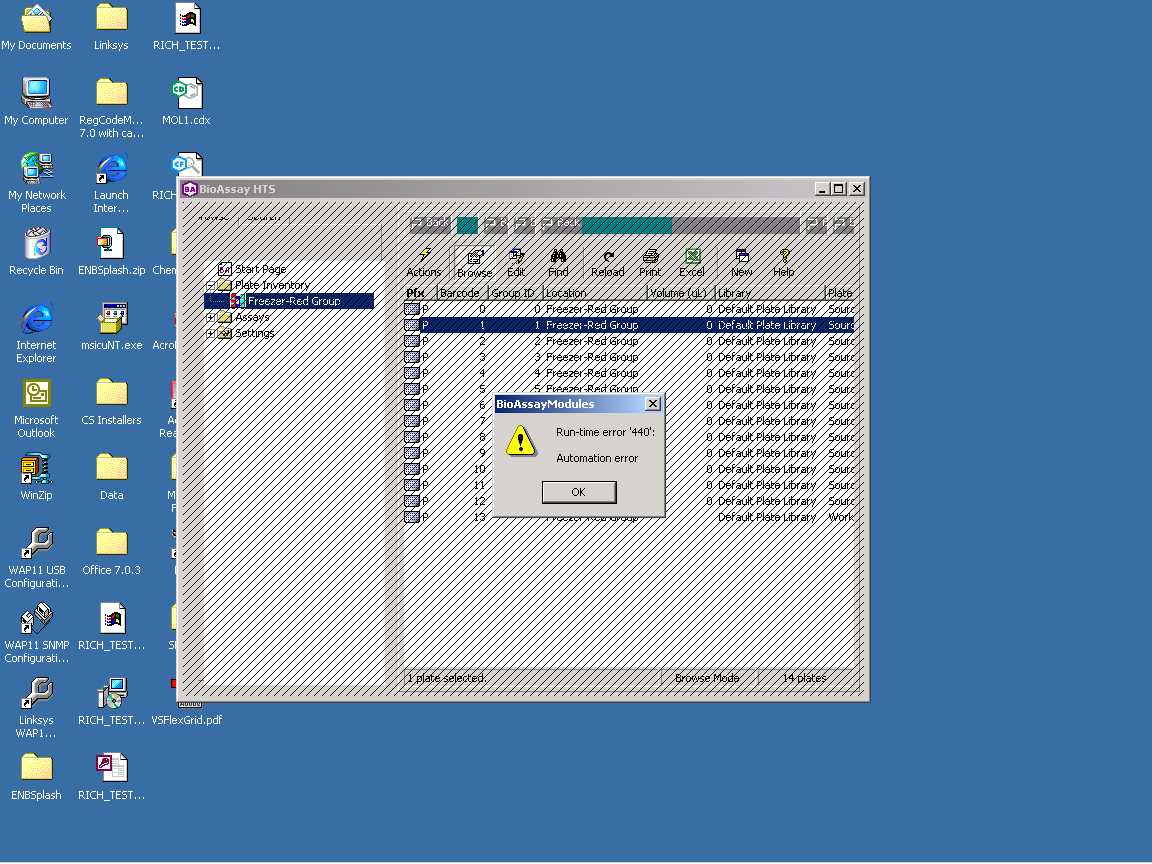 My Documents
Linksys
RICH_TEST...
My Computer
RegCodeM...
7.0 with ca...
MOL1.cdx
My Network
Places
Launch
Inter...
RICH
Recycle Bin
ENBSplash.zip
Chem
Internet
Explorer
msicuNT.exe
Acrol
Microsoft
Outlook
CS Installers
WinZip
Data
WAP11 USB
Configurati...
Office 7.0.3
WAP11 SNMP
Configurati...
RICH_TEST...
Linksys
WAP1...
RICH_TEST...
VSFlexGrid.pdf
ENBSplash
RICH_TEST...
BioAssay HTS
Browse Search
Back Back
Start Page
Plate Inventory
Freezer-Red Group
Assays
Settings
Actions Browse Edit Find Reload Print Excel New Help
Pfx Barcode Group ID Location Volume (uL) Library Plate
P 0 0 Freezer-Red Group 0 Default Plate Library Sourc
P 1 1 Freezer-Red Group 0 Default Plate Library Sourc
P 2 2 Freezer-Red Group 0 Default Plate Library Sourc
P 3 3 Freezer-Red Group 0 Default Plate Library Sourc
P 4 4 Freezer-Red Group 0 Default Plate Library Sourc
P 5 5 Freezer-Red Group 0 Default Plate Library Sourc
P 6 0 Default Plate Library Sourc
P 7 0 Default Plate Library Sourc
P 8 0 Default Plate Library Sourc
P 9 0 Default Plate Library Sourc
P 10 0 Default Plate Library Sourc
P 11 0 Default Plate Library Sourc
P 12 0 Default Plate Library Sourc
P 13 Freezer-Red Group Default Plate Library Work
BioAssayModules
Run-time error '440':
Automation error
OK
1 plate selected.
Browse Mode
14 plates